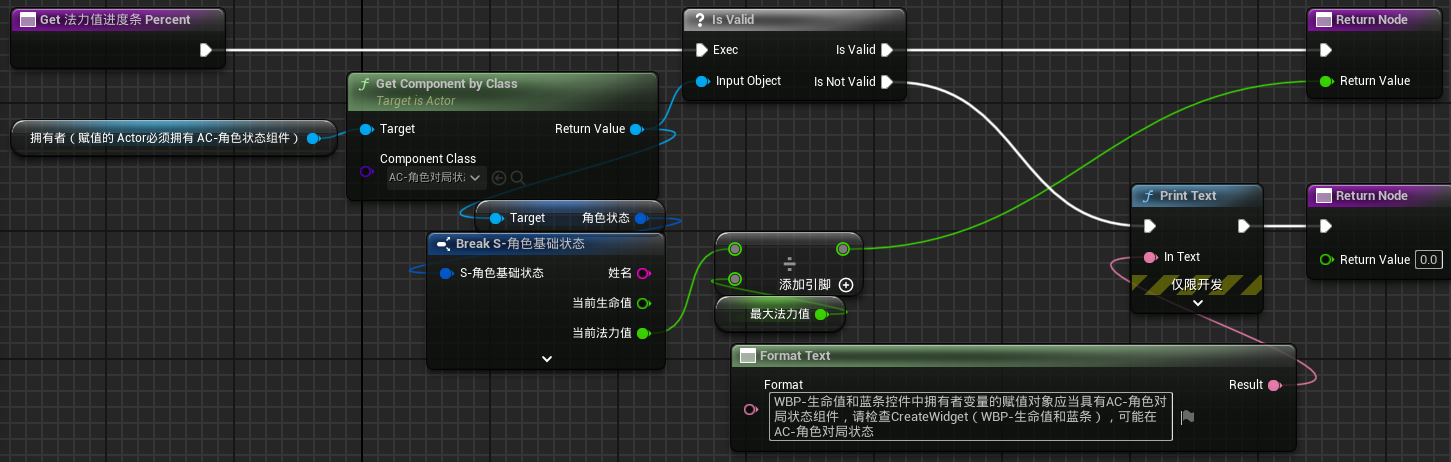 Get 法力值进度条 Percent
Is Valid
Exec
Is Valid
Input Object
Is Not Valid
Return Node
Return Value
Get Component by Class
Target is Actor
Target
Return Value
Component Class
AC-角色对局状
拥有者（赋值的 Actor必须拥有 AC-角色状态组件）
Target
角色状态
Break S-角色基础状态
S-角色基础状态
姓名
当前生命值
当前法力值
÷
添加引脚
最大法力值
Print Text
In Text
仅限开发
Return Node
Return Value
0.0
Format Text
Format
Result
WBP-生命值和蓝条控件中拥有者变量的赋值对象应当具有AC-角色对
局状态组件，请检查CreateWidget（WBP-生命值和蓝条），可能在
AC-角色对局状态